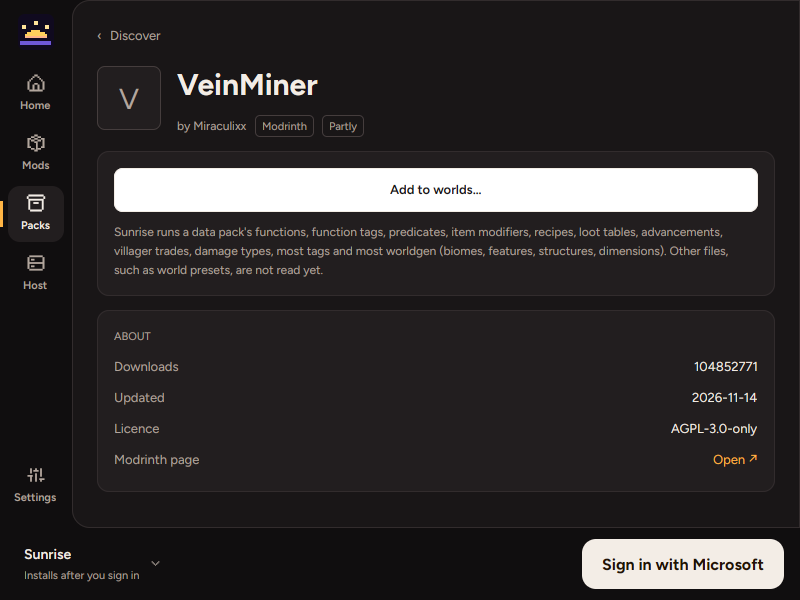 ‹ Discover
V
VeinMiner
by Miraculixx Modrinth Partly
Home
Mods
Packs
Host
Settings
Add to worlds...
Sunrise runs a data pack's functions, function tags, predicates, item modifiers, recipes, loot tables, advancements,
villager trades, damage types, most tags and most worldgen (biomes, features, structures, dimensions). Other files,
such as world presets, are not read yet.
ABOUT
Downloads 104852771
Updated 2026-11-14
Licence AGPL-3.0-only
Modrinth page Open ↗
Sunrise
Installs after you sign in
Sign in with Microsoft